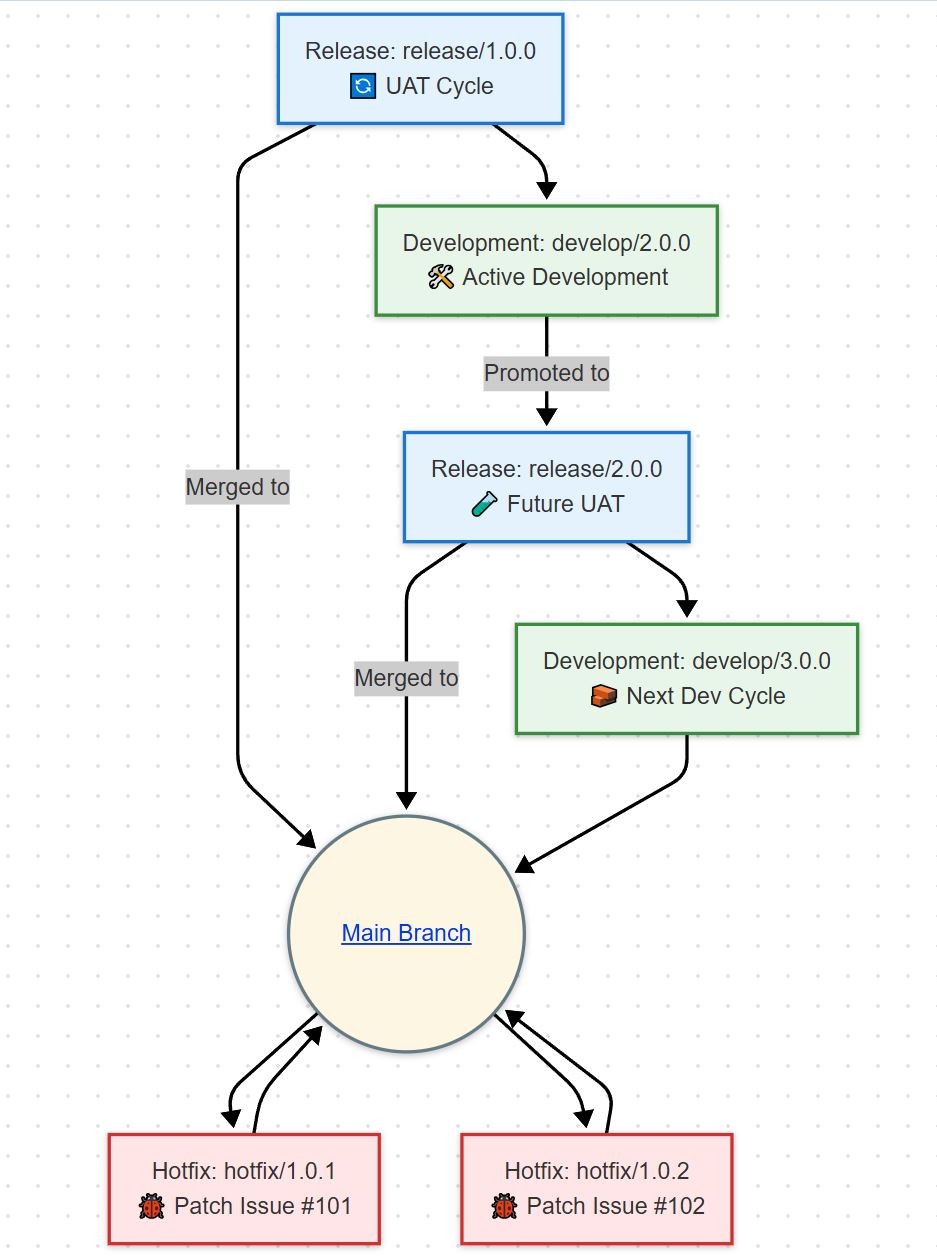 Release: release/1.0.0
UAT Cycle
Development: develop/2.0.0
Active Development
Promoted to
Release: release/2.0.0
Future UAT
Merged to
Development: develop/3.0.0
Next Dev Cycle
Merged to
Main Branch
Hotfix: hotfix/1.0.1
Patch Issue #101
Hotfix: hotfix/1.0.2
Patch Issue #102